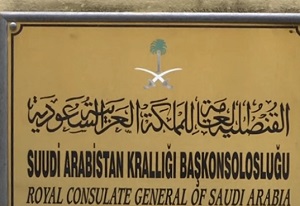 القنصلية العامة للمملكة العربية السعودية
SUUDİ ARABİSTAN KRALLIĞI BAŞKONSOLOSLUĞU
ROYAL CONSULATE GENERAL OF SAUDI ARABIA